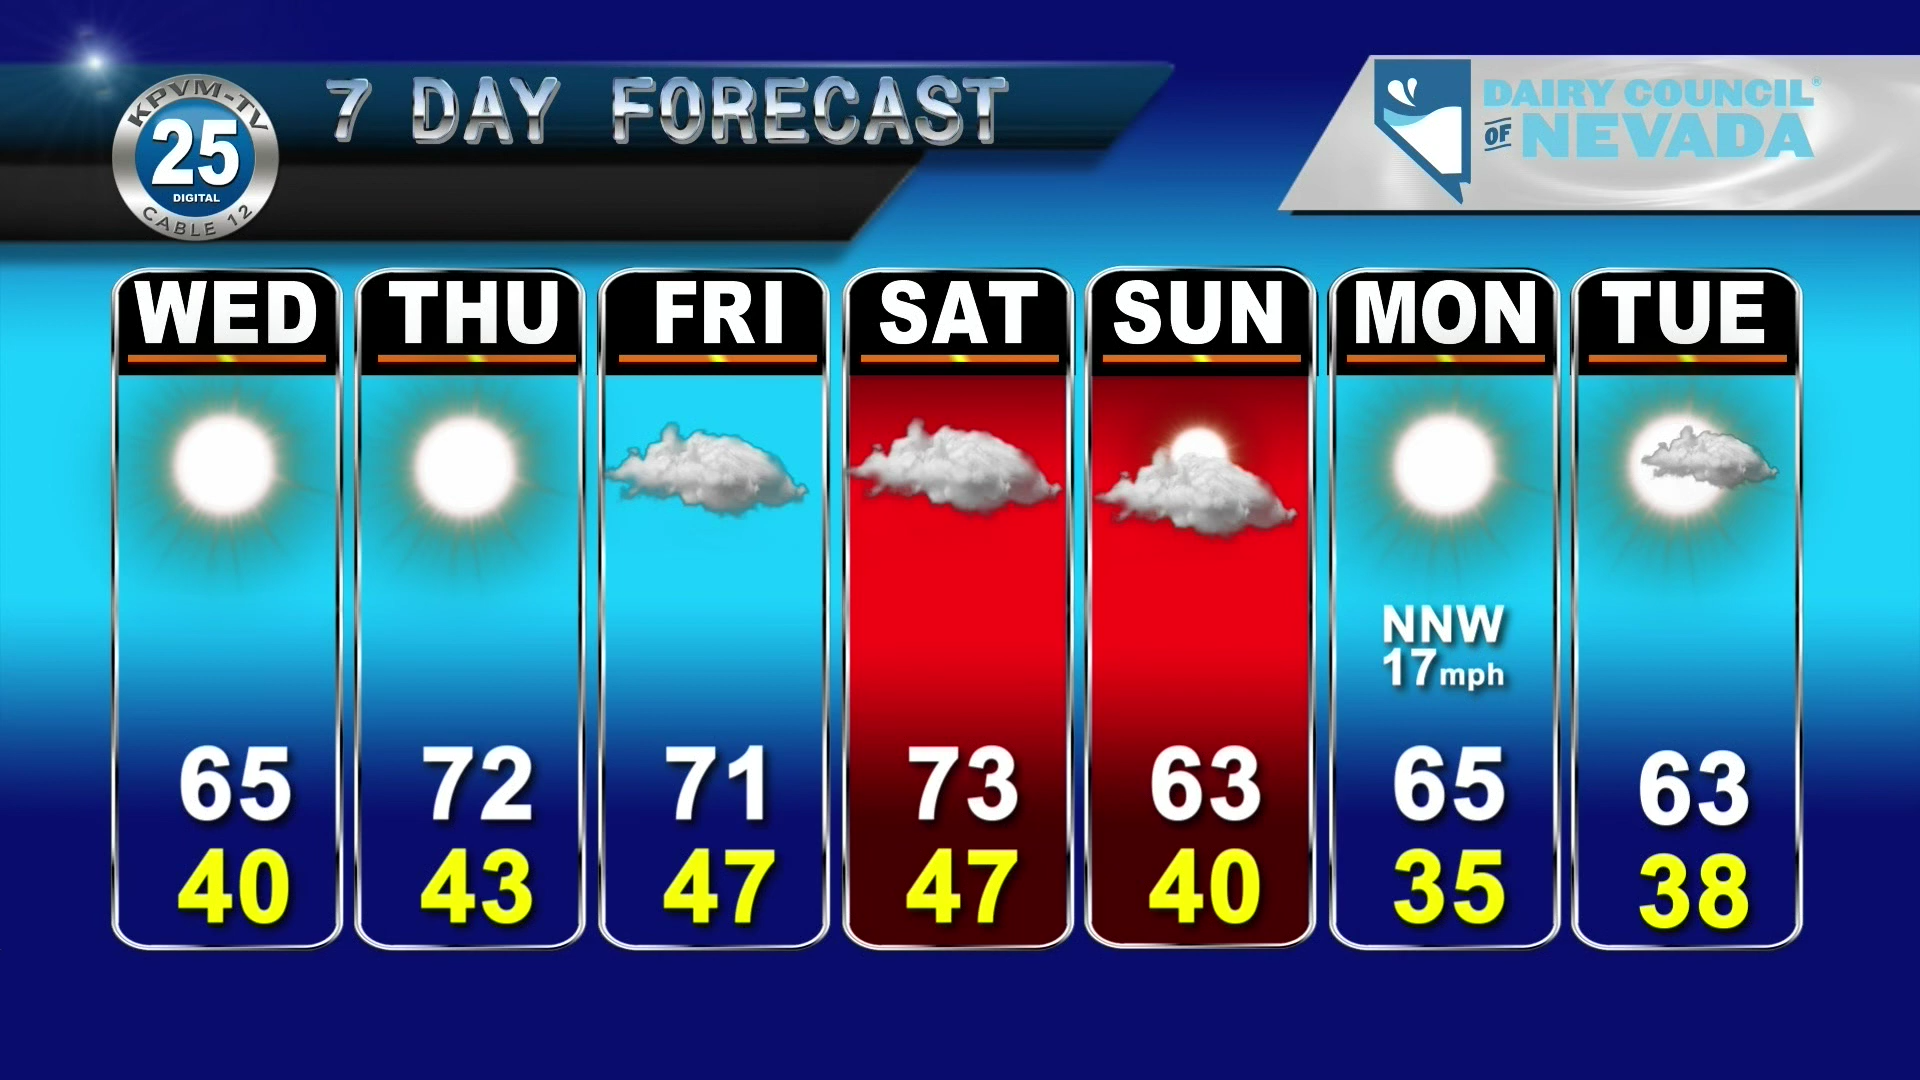 KPVM-TV
25
DIGITAL
CABLE 12
7 DAY FORECAST
DAIRY COUNCIL®
OF NEVADA
WED THU FRI SAT SUN MON TUE
NNW
17mph
65 72 71 73 63 65 63
40 43 47 47 40 35 38